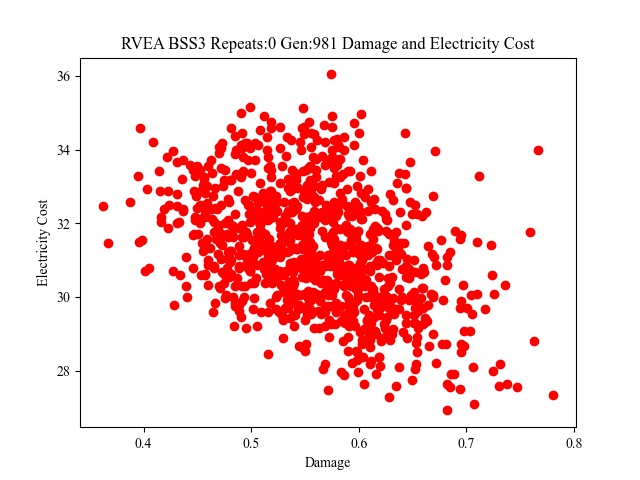 RVEA BSS3 Repeats:0 Gen:981 Damage and Electricity Cost
36
34
32
30
28
Electricity Cost
0.4 0.5 0.6 0.7 0.8
Damage